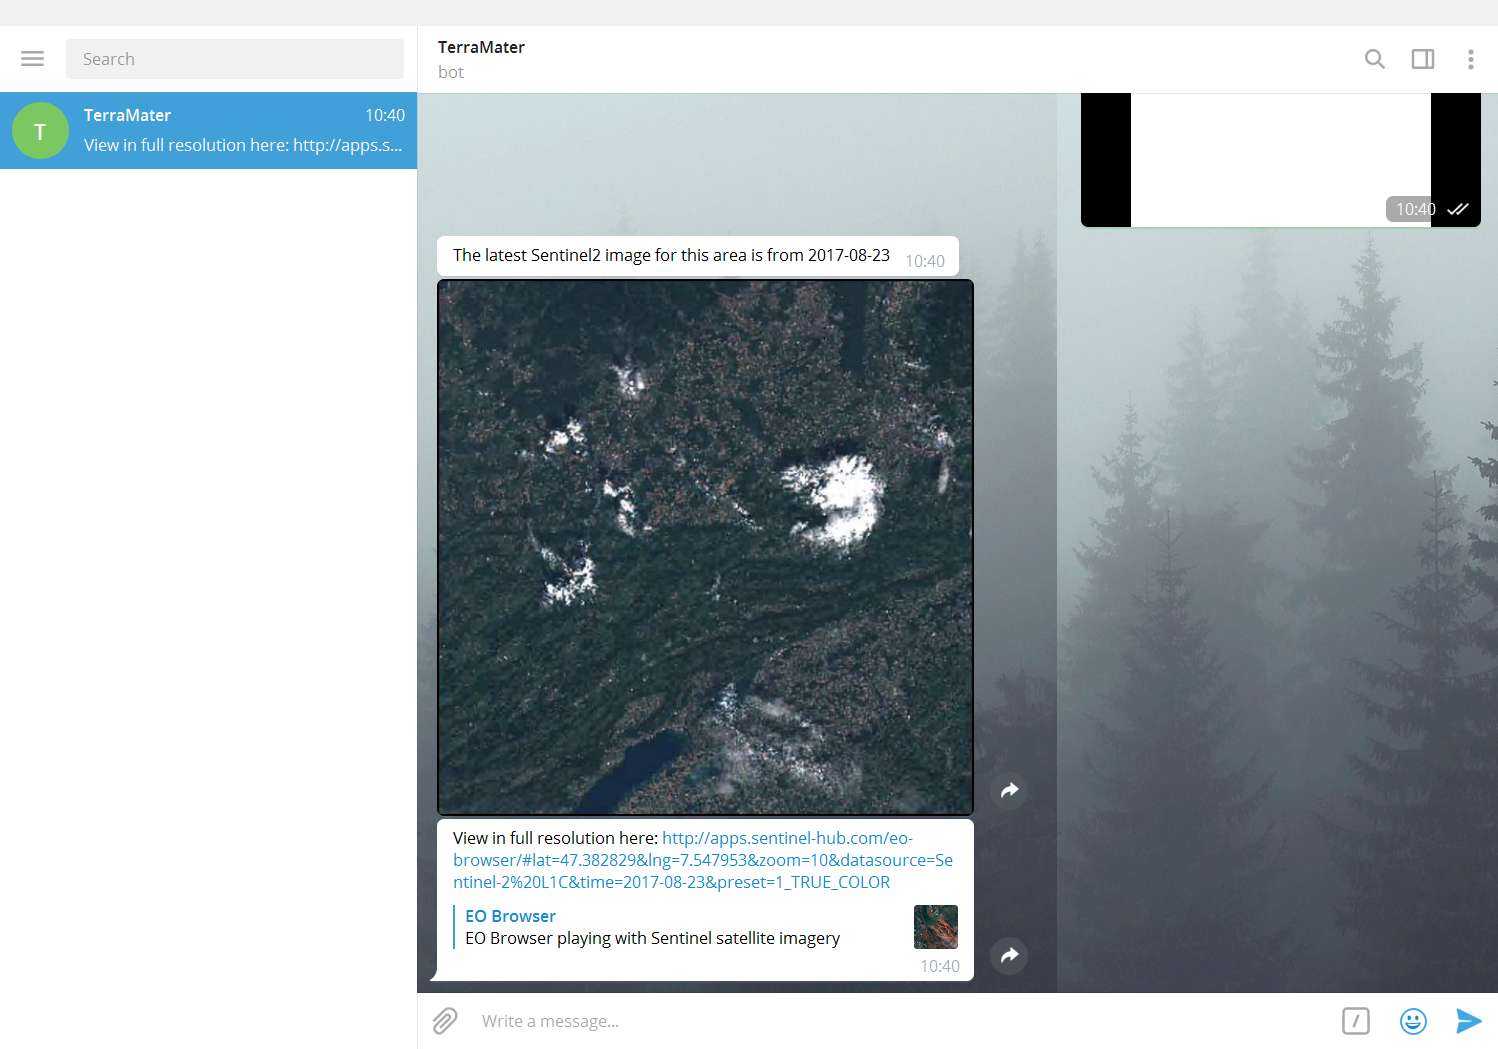 Search
TerraMater
bot
T
TerraMater
10:40
View in full resolution here: http://apps.s...
10:40
The latest Sentinel2 image for this area is from 2017-08-23
10:40
View in full resolution here: http://apps.sentinel-hub.com/eo-
browser/#lat=47.382829&lng=7.547953&zoom=10&datasource=Se
ntinel-2%20L1C&time=2017-08-23&preset=1_TRUE_COLOR
EO Browser
EO Browser playing with Sentinel satellite imagery
10:40
Write a message...
/